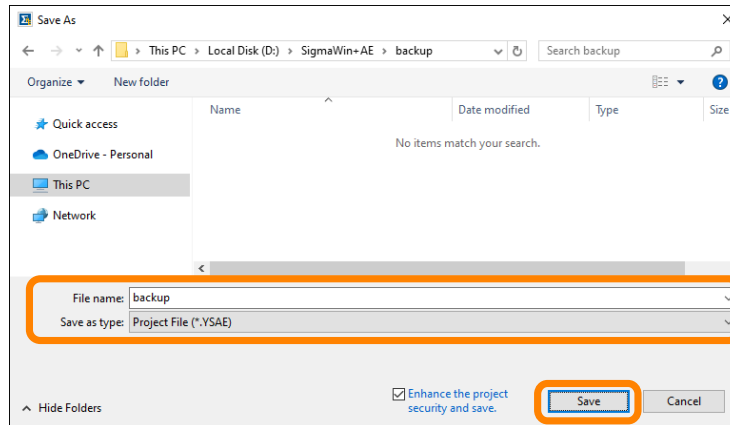 Save As
This PC > Local Disk (D:) > SigmaWin+AE > backup
Search backup
Organize
New folder
Name
Date modified
Type
Size
Quick access
No items match your search.
OneDrive - Personal
This PC
Network
File name: backup
Save as type: Project File (*.YSAE)
Enhance the project
security and save.
Save
Cancel
Hide Folders